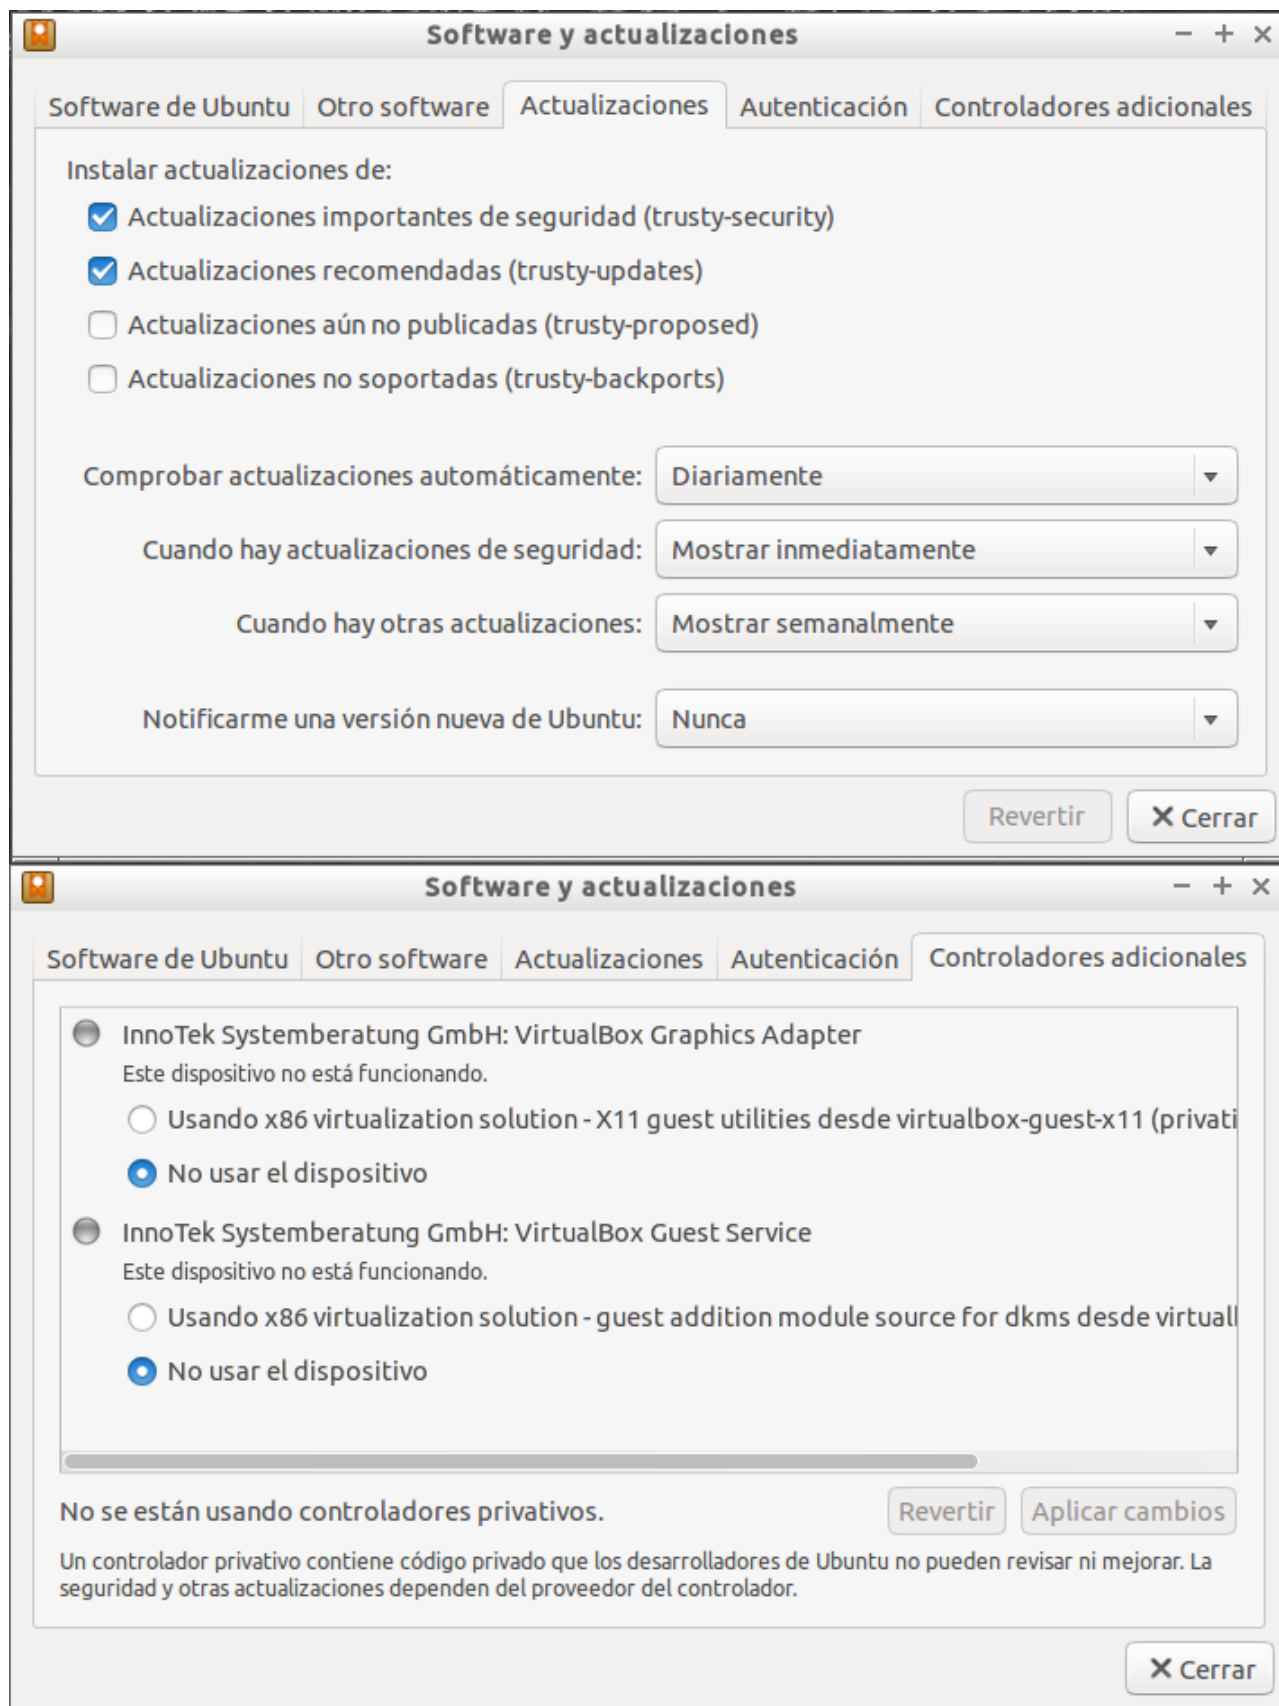 Software y actualizaciones
Software de Ubuntu
Otro software
Actualizaciones
Autenticación
Controladores adicionales
Instalar actualizaciones de:
Actualizaciones importantes de seguridad (trusty-security)
Actualizaciones recomendadas (trusty-updates)
Actualizaciones aún no publicadas (trusty-proposed)
Actualizaciones no soportadas (trusty-backports)
Comprobar actualizaciones automáticamente: Diariamente
Cuando hay actualizaciones de seguridad: Mostrar inmediatamente
Cuando hay otras actualizaciones: Mostrar semanalmente
Notificarme una versión nueva de Ubuntu: Nunca
Revertir
Cerrar
Software y actualizaciones
Software de Ubuntu
Otro software
Actualizaciones
Autenticación
Controladores adicionales
InnoTek Systemberatung GmbH: VirtualBox Graphics Adapter
Este dispositivo no está funcionando.
Usando x86 virtualization solution - X11 guest utilities desde virtualbox-guest-x11 (privati
No usar el dispositivo
InnoTek Systemberatung GmbH: VirtualBox Guest Service
Este dispositivo no está funcionando.
Usando x86 virtualization solution - guest addition module source for dkms desde virtual
No usar el dispositivo
No se están usando controladores privativos.
Revertir
Aplicar cambios
Un controlador privativo contiene código privado que los desarrolladores de Ubuntu no pueden revisar ni mejorar. La
seguridad y otras actualizaciones dependen del proveedor del controlador.
Cerrar